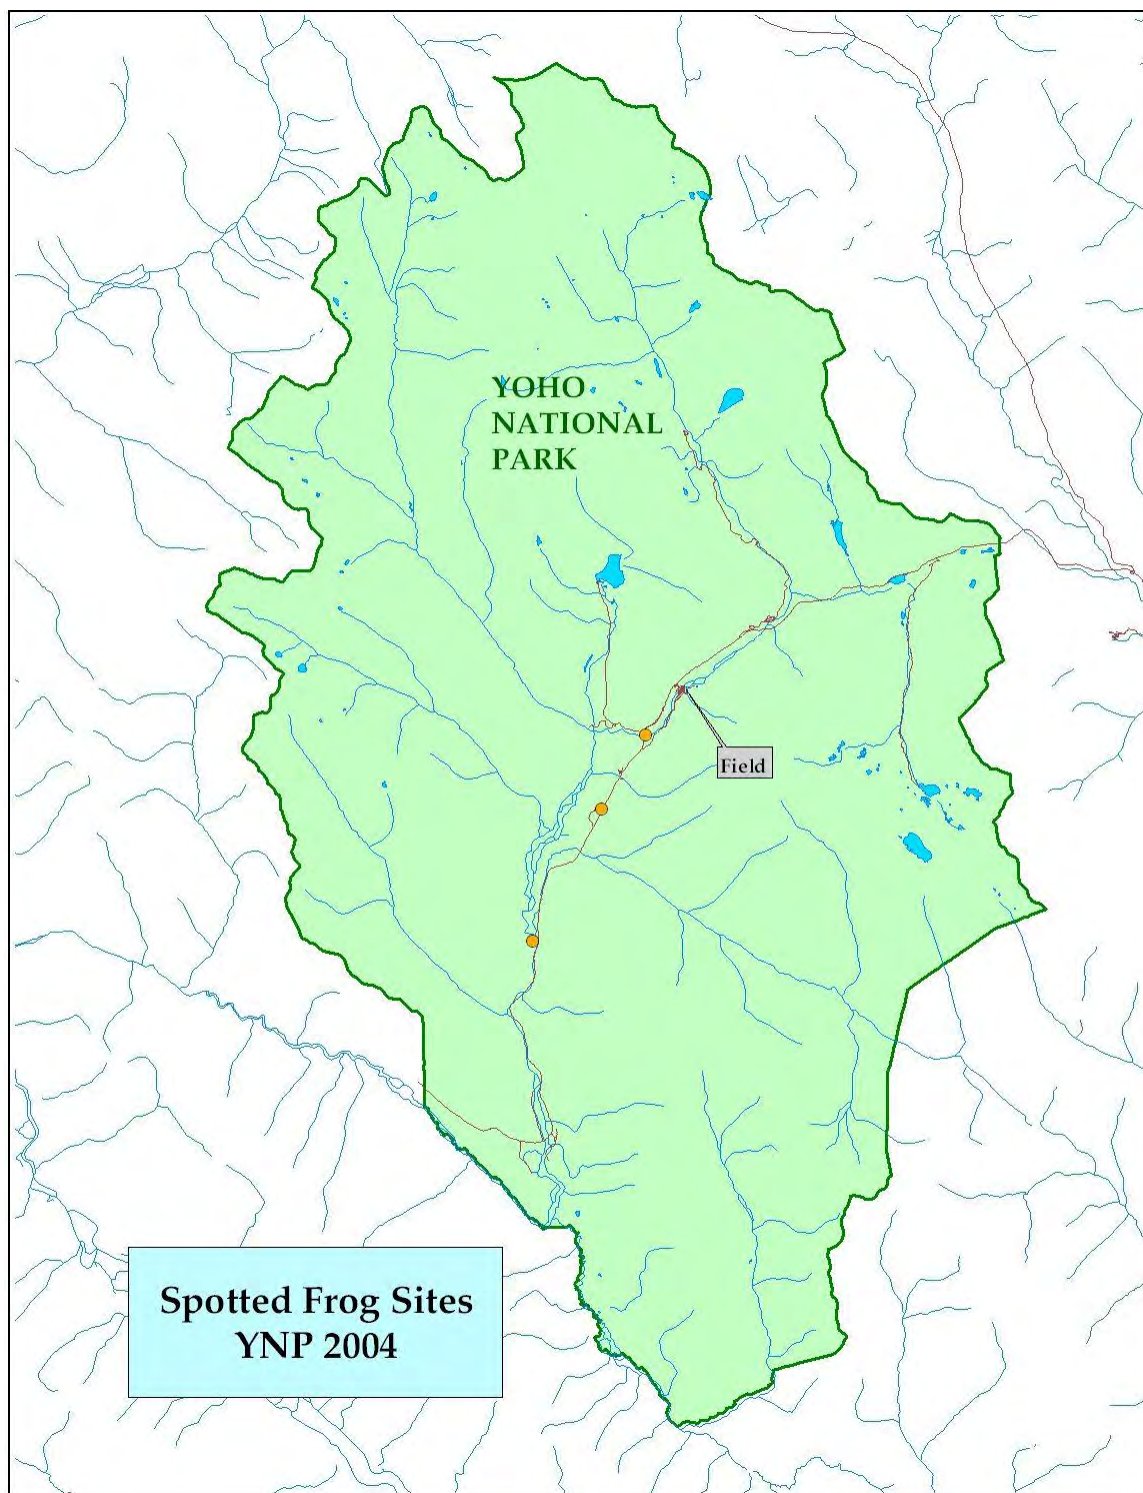 YOHO
NATIONAL
PARK
Field
Spotted Frog Sites
YNP 2004